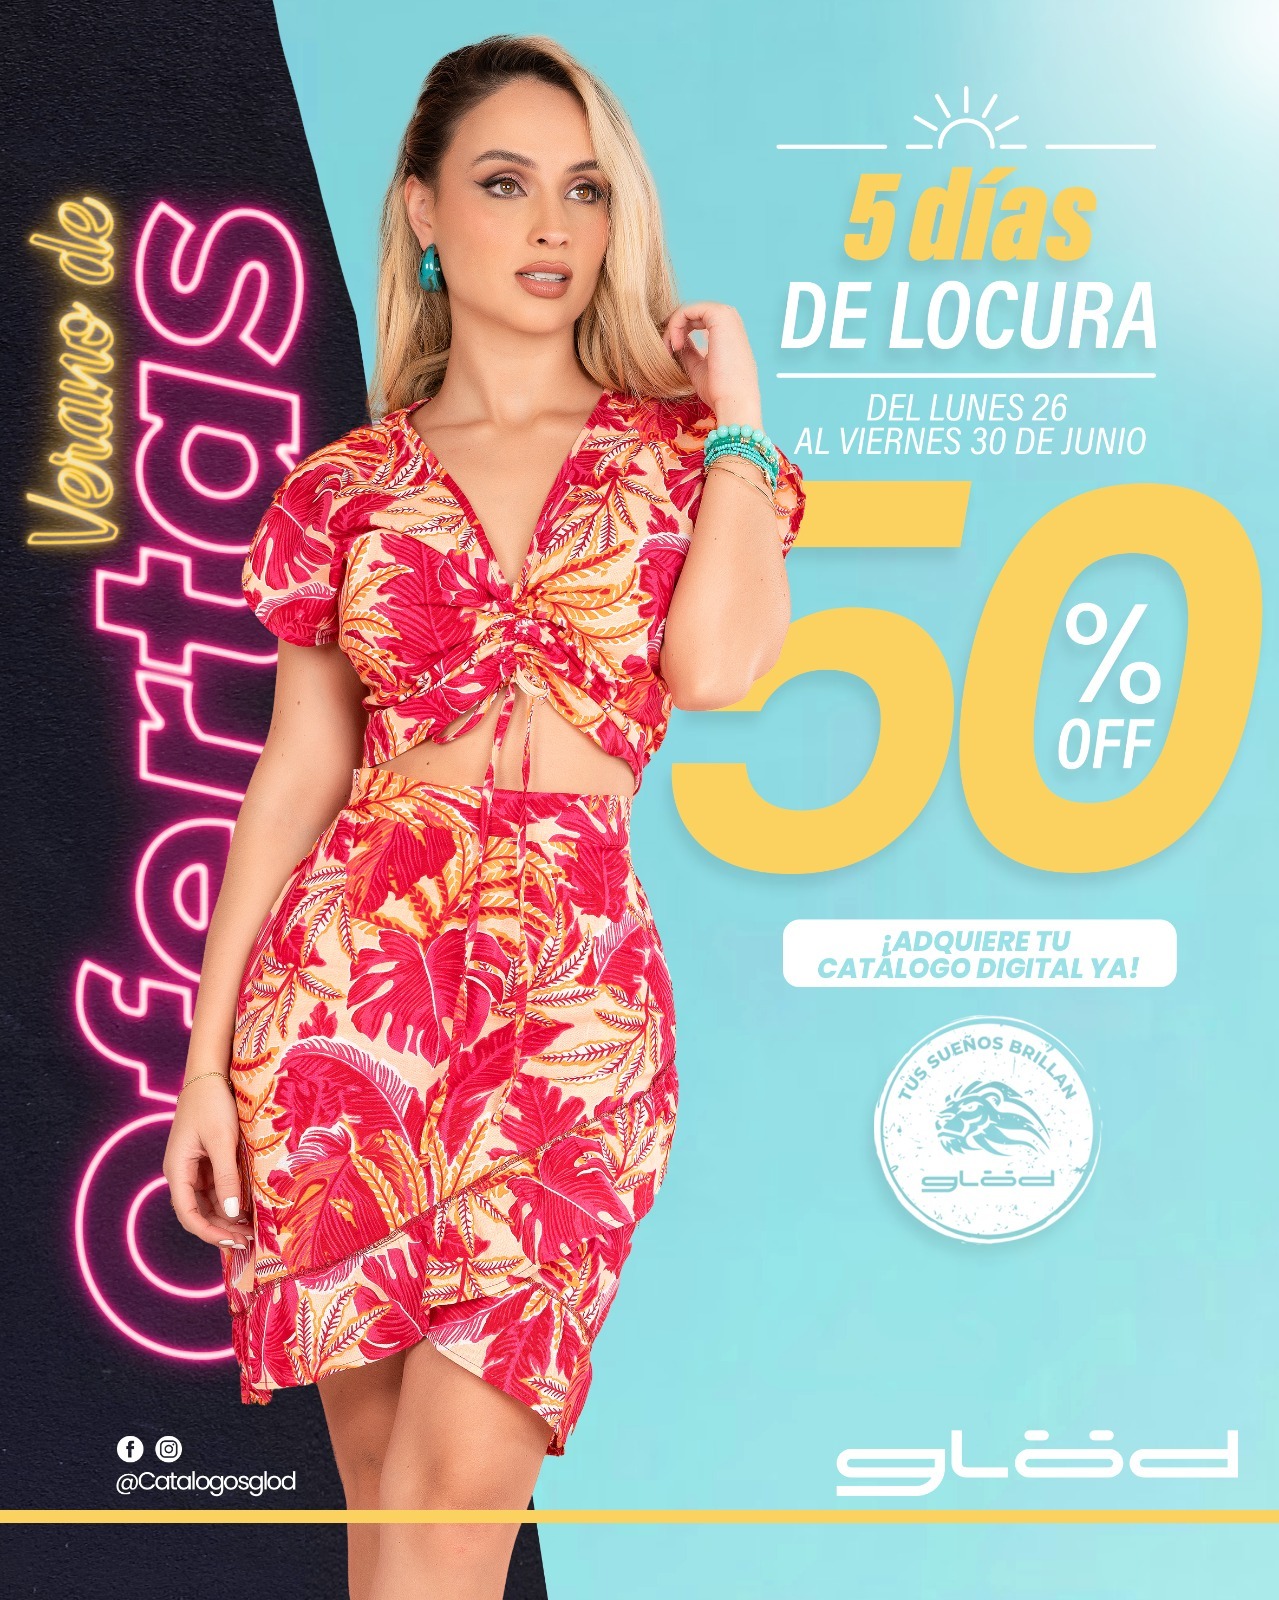 Verano de
Ofertas
5 días
DE LOCURA
DEL LUNES 26
AL VIERNES 30 DE JUNIO
50
%
OFF
¡ADQUIERE TU
CATÁLOGO DIGITAL YA!
TUS SUEÑOS BRILLAN
glöd
@Catalogosglod
glöd